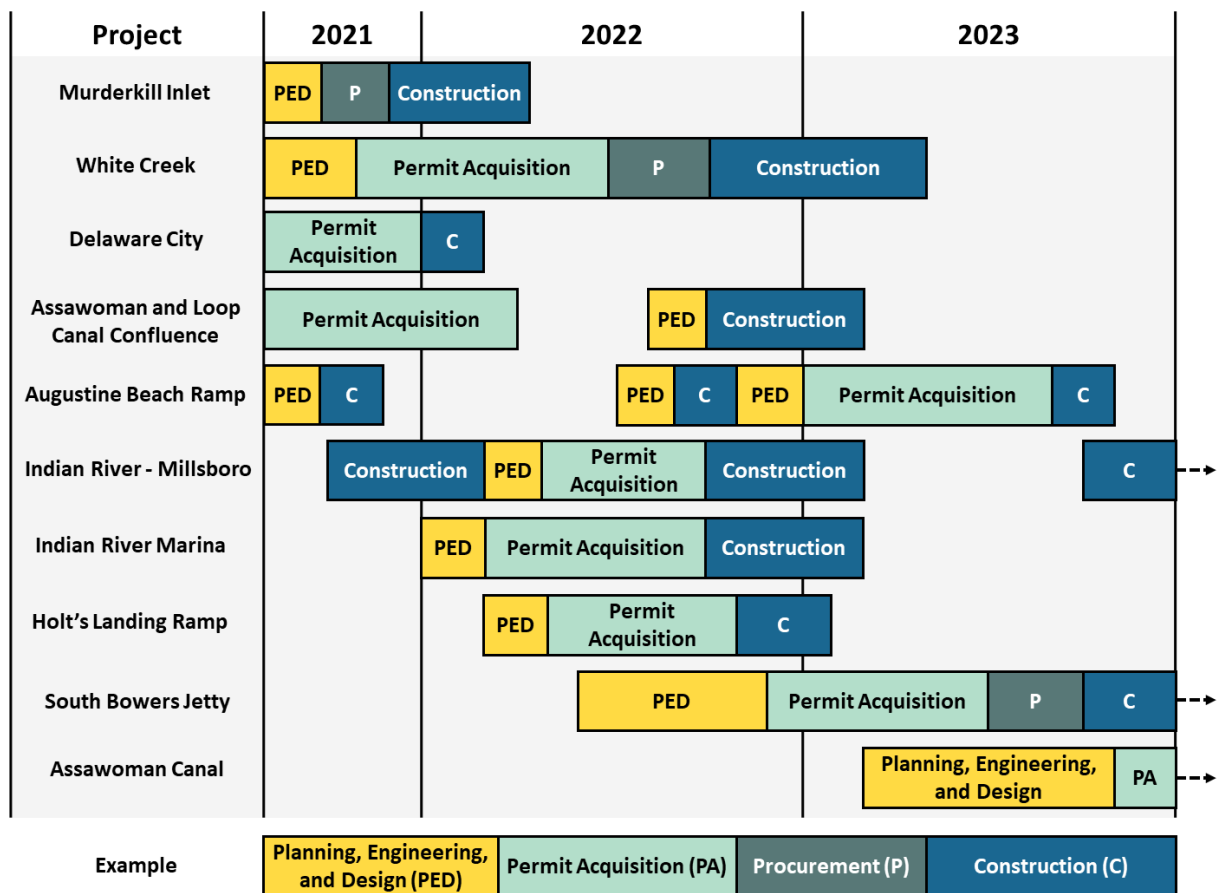 Project 2021 2022 2023
Murderkill Inlet PED P Construction
White Creek PED Permit Acquisition P Construction
Delaware City Permit
Acquisition C
Assawoman and Loop
Canal Confluence Permit Acquisition PED Construction
Augustine Beach Ramp PED C PED C PED Permit Acquisition C
Indian River - Millsboro Construction PED Permit
Acquisition Construction C
Indian River Marina PED Permit Acquisition Construction
Holt's Landing Ramp PED Permit
Acquisition C
South Bowers Jetty PED Permit Acquisition P C
Assawoman Canal Planning, Engineering,
and Design PA
Example Planning, Engineering,
and Design (PED) Permit Acquisition (PA) Procurement (P) Construction (C)